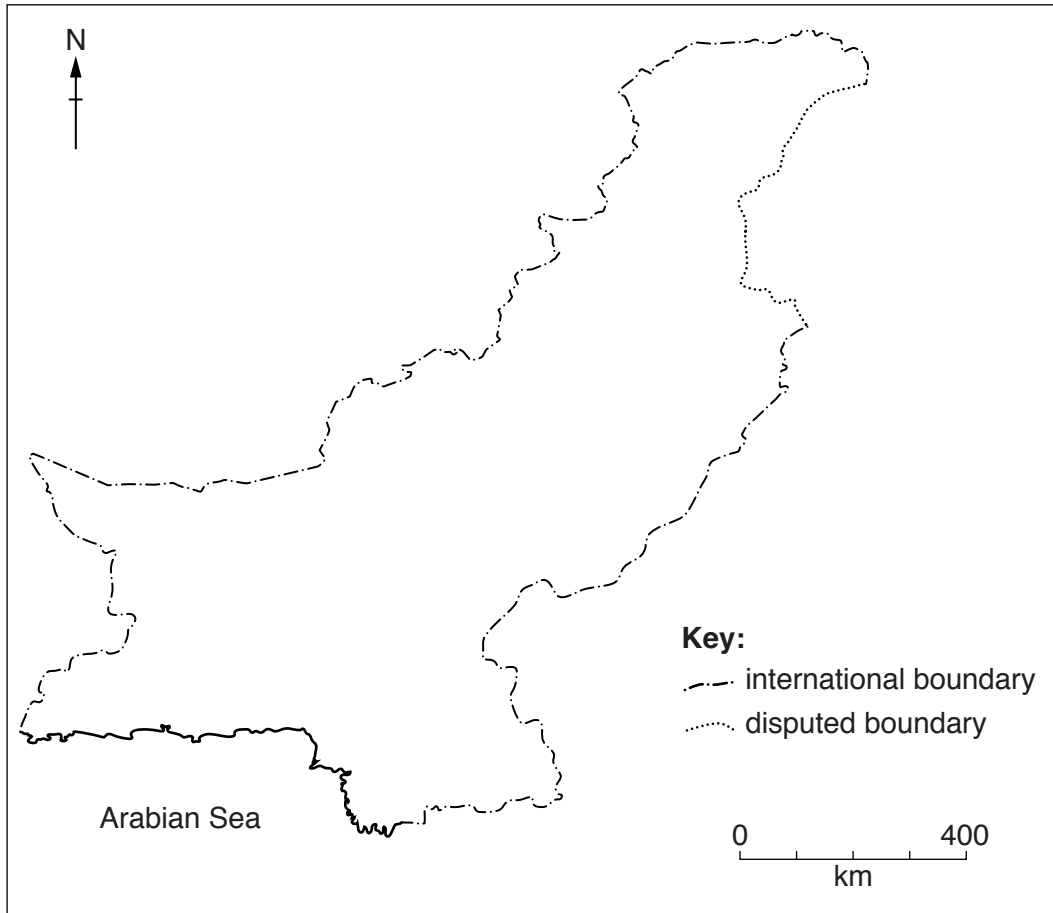 N
Key:
international boundary
disputed boundary
Arabian Sea
0 400
km